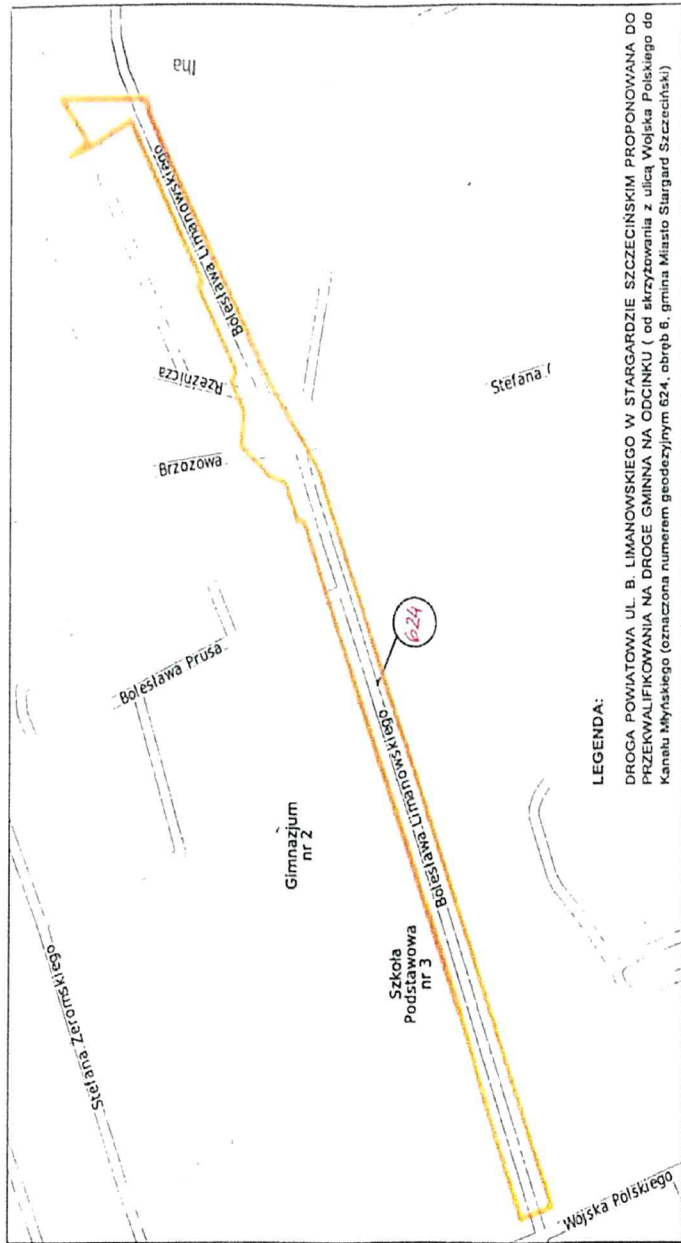 Ina
Bolesława Limanowskiego
Rzeźnicza
Brzozowa
Stefana
Bolesława Prusa
624
Gimnazjum
nr 2
Bolesława Limanowskiego
Stefana Żeromskiego
Szkoła
Podstawowa
nr 3
Wojska Polskiego
LEGENDA:
DROGA POWIATOWA UL. B. LIMANOWSKIEGO W STARGARDZIE SZCZECIŃSKIM PROPONOWANA DO
PRZEKWALIFIKOWANIA NA DROGE GMINNA NA ODCINKU ( od skrzyżowania z ulicą Wojska Polskiego do
Kanału Młyńskiego (oznaczona numerem geodezyjnym 624, obręb 6, gmina Miasto Stargard Szczeciński)